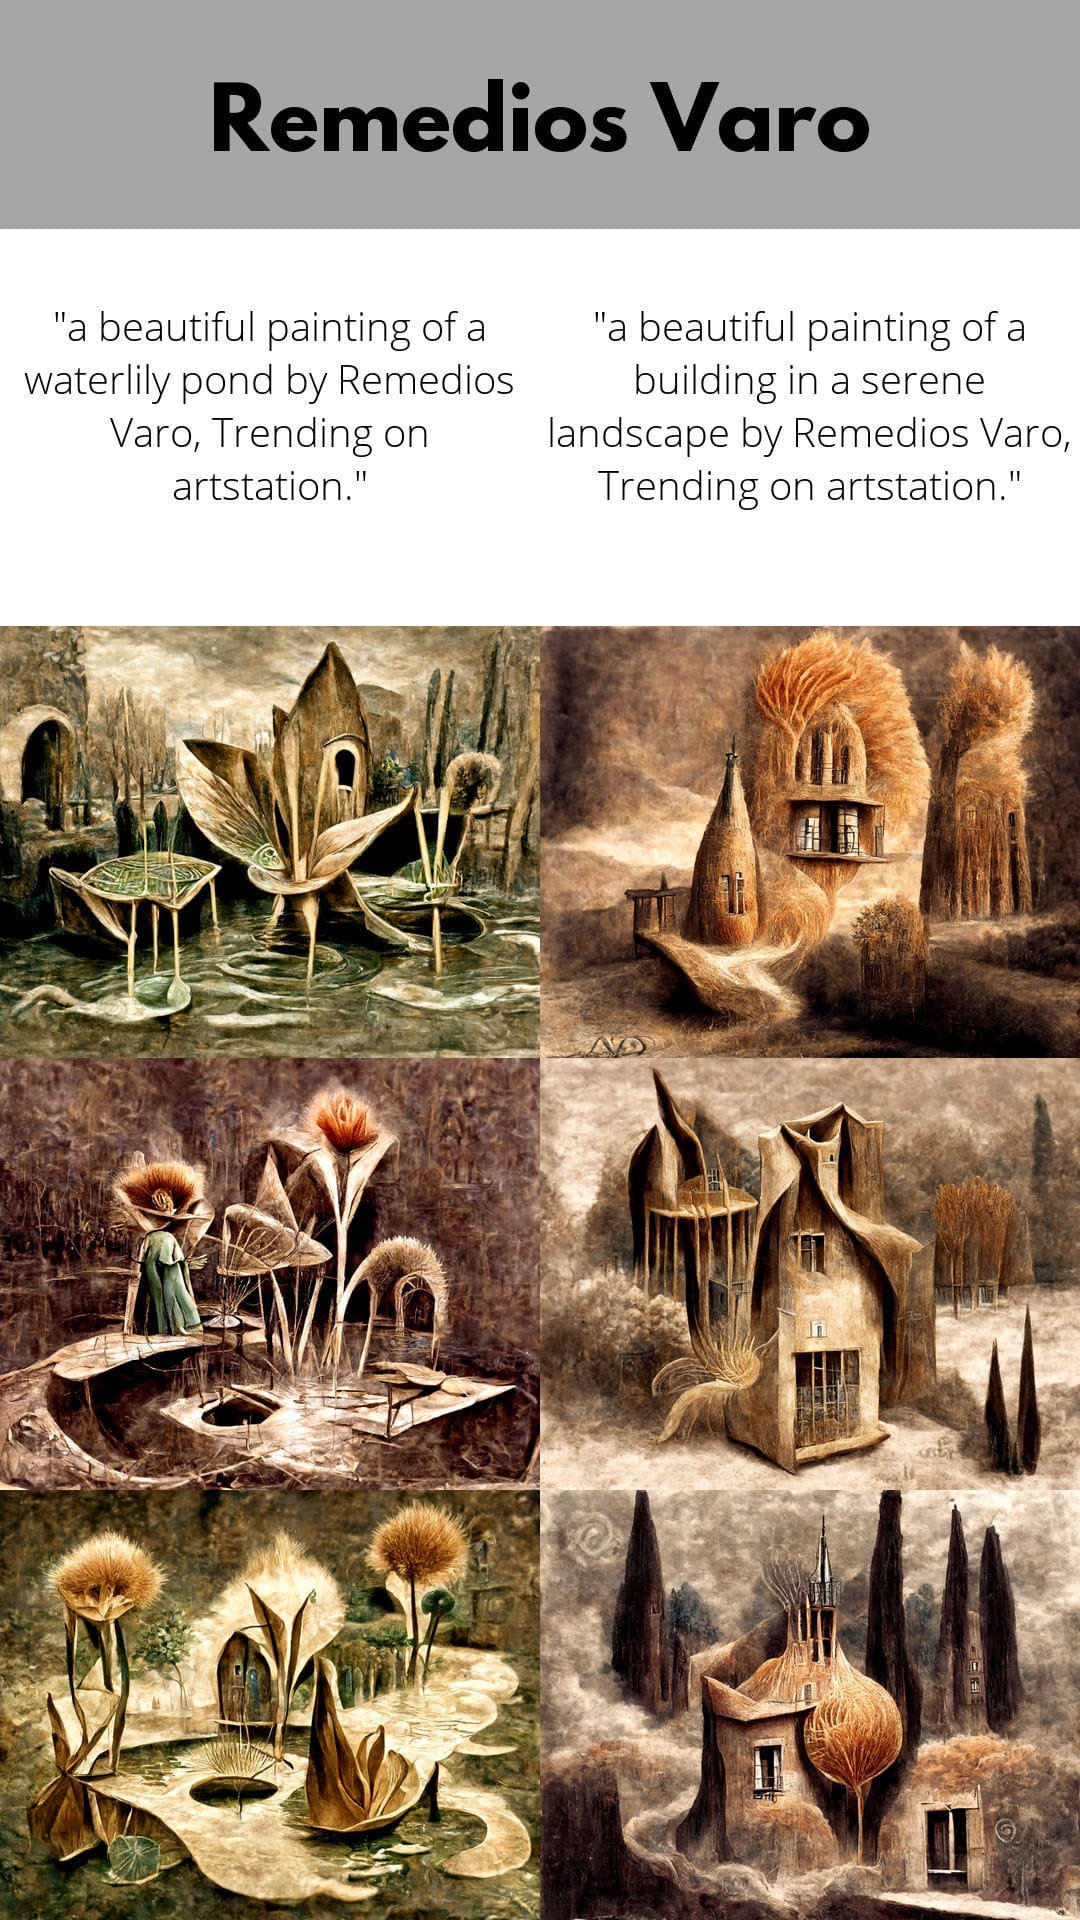 Remedios Varo
"a beautiful painting of a
waterlily pond by Remedios
Varo, Trending on
artstation."
"a beautiful painting of a
building in a serene
landscape by Remedios Varo,
Trending on artstation."